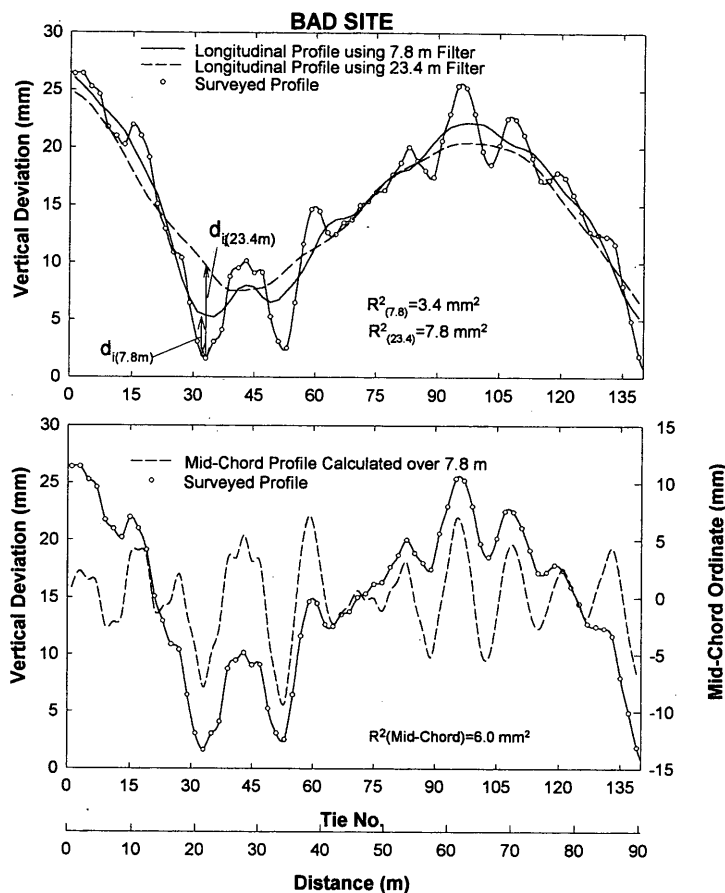 BAD SITE
Longitudinal Profile using 7.8 m Filter
Longitudinal Profile using 23.4 m Filter
Surveyed Profile
Vertical Deviation (mm)
30
25
20
15
10
5
0
d i(23.4m)
d i(7.8m)
R²(7.8)=3.4 mm²
R²(23.4)=7.8 mm²
0 15 30 45 60 75 90 105 120 135
Mid-Chord Profile Calculated over 7.8 m
Surveyed Profile
Vertical Deviation (mm)
30
25
20
15
10
5
0
15
10
5
0
-5
-10
-15
Mid-Chord Ordinate (mm)
R²(Mid-Chord)=6.0 mm²
0 15 30 45 60 75 90 105 120 135
Tie No.
0 10 20 30 40 50 60 70 80 90
Distance (m)